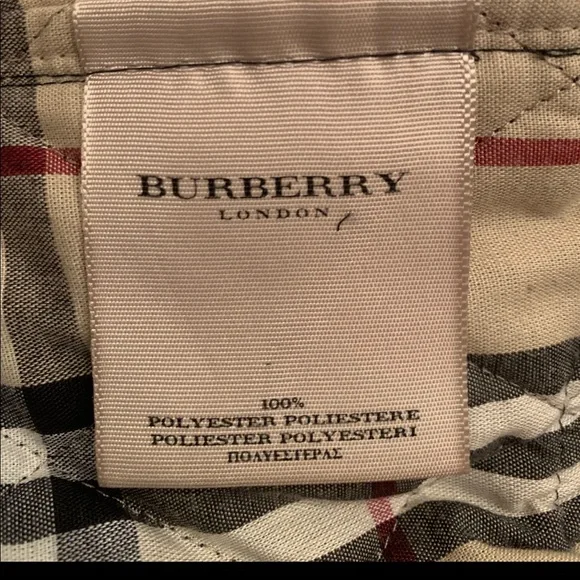 BURBERRY
LONDON
100%
POLYESTER POLIESTERE
POLIESTER POLYESTERI
ΠΟΛΥΕΣΤΕΡΑΣ